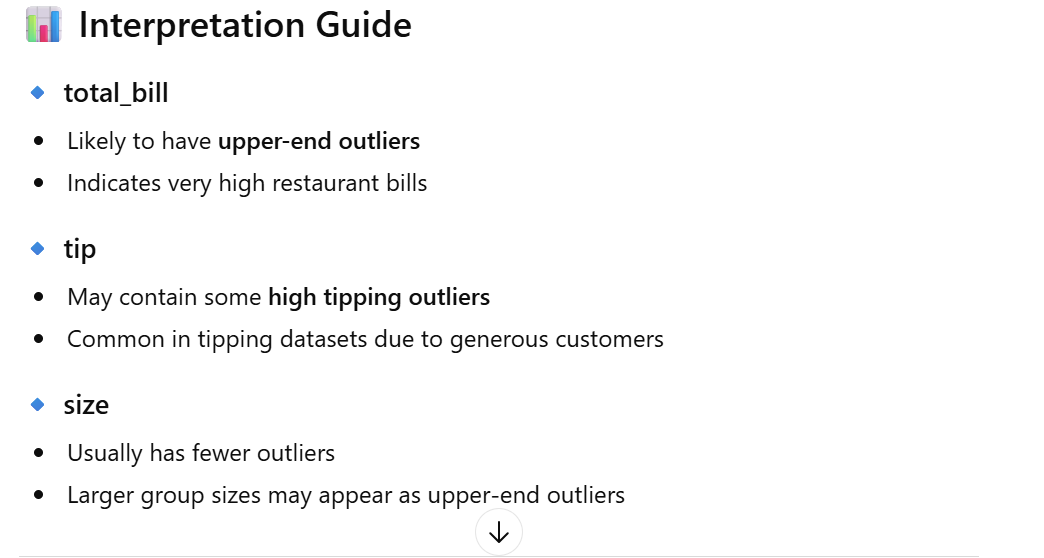 Interpretation Guide
total_bill
Likely to have upper-end outliers
Indicates very high restaurant bills
tip
May contain some high tipping outliers
Common in tipping datasets due to generous customers
size
Usually has fewer outliers
Larger group sizes may appear as upper-end outliers